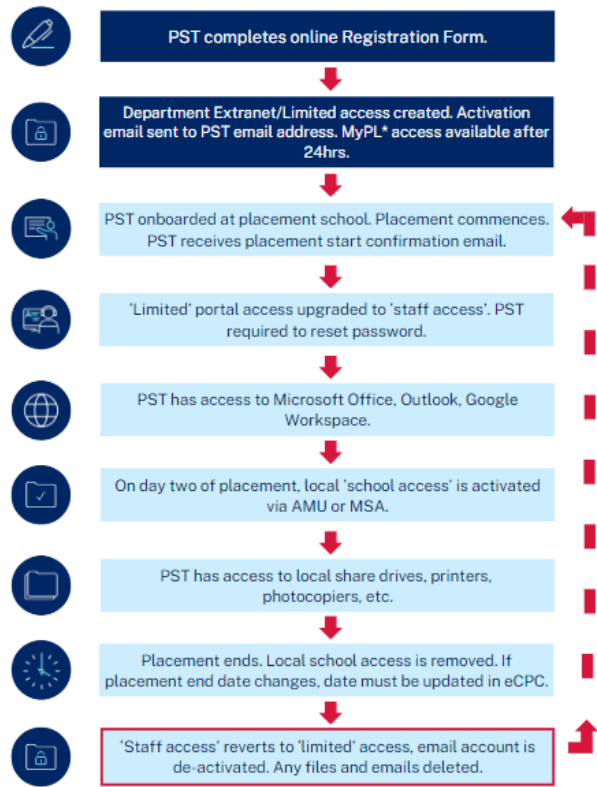 PST completes online Registration Form.
Department Extranet/Limited access created. Activation
email sent to PST email address. MyPL* access available after
24hrs.
PST onboarded at placement school. Placement commences.
PST receives placement start confirmation email.
‘Limited’ portal access upgraded to ‘staff access’. PST
required to reset password.
PST has access to Microsoft Office, Outlook, Google
Workspace.
On day two of placement, local ‘school access’ is activated
via AMU or MSA.
PST has access to local share drives, printers,
photocopiers, etc.
Placement ends. Local school access is removed. If
placement end date changes, date must be updated in eCPC.
‘Staff access’ reverts to ‘limited’ access, email account is
de-activated. Any files and emails deleted.